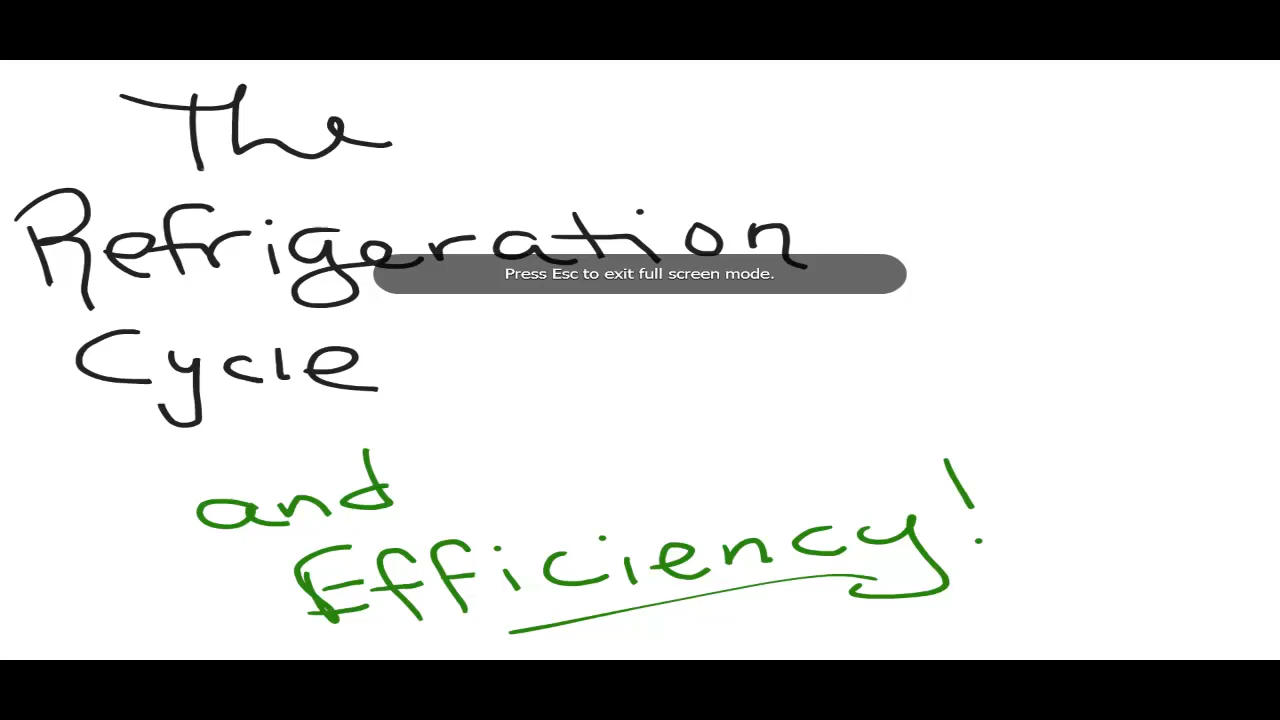 The
Refrigeration
Press Esc to exit full screen mode.
Cycle
and
Efficiency!